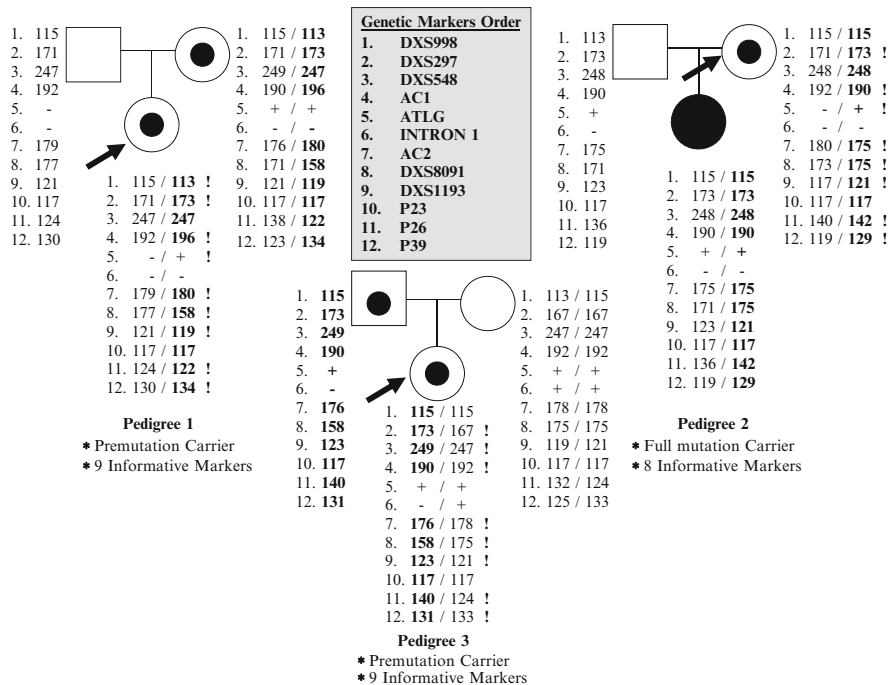 1. 115
2. 171
3. 247
4. 192
5. -
6. -
7. 179
8. 177
9. 121
10. 117
11. 124
12. 130
1. 115 / 113
2. 171 / 173
3. 249 / 247
4. 190 / 196
5. + / +
6. - / -
7. 176 / 180
8. 171 / 158
9. 121 / 119
10. 117 / 117
11. 138 / 122
12. 123 / 134
1. 115 / 113 !
2. 171 / 173 !
3. 247 / 247
4. 192 / 196 !
5. - / + !
6. - / -
7. 179 / 180 !
8. 177 / 158 !
9. 121 / 119 !
10. 117 / 117
11. 124 / 122 !
12. 130 / 134 !
Pedigree 1
* Premutation Carrier
* 9 Informative Markers
Genetic Markers Order
1. DXS998
2. DXS297
3. DXS548
4. AC1
5. ATLG
6. INTRON 1
7. AC2
8. DXS8091
9. DXS1193
10. P23
11. P26
12. P39
1. 113
2. 173
3. 248
4. 190
5. +
6. -
7. 175
8. 171
9. 123
10. 117
11. 136
12. 119
1. 115 / 115
2. 171 / 173 !
3. 248 / 248
4. 192 / 190 !
5. - / + !
6. - / -
7. 180 / 175 !
8. 173 / 175 !
9. 117 / 121 !
10. 117 / 117
11. 140 / 142 !
12. 119 / 129 !
1. 115 / 115
2. 173 / 173
3. 248 / 248
4. 190 / 190
5. + / +
6. - / -
7. 175 / 175
8. 171 / 175
9. 123 / 121
10. 117 / 117
11. 136 / 142
12. 119 / 129
Pedigree 2
* Full mutation Carrier
* 8 Informative Markers
1. 115
2. 173
3. 249
4. 190
5. +
6. -
7. 176
8. 158
9. 123
10. 117
11. 140
12. 131
1. 113 / 115
2. 167 / 167
3. 247 / 247
4. 192 / 192
5. + / +
6. + / +
7. 178 / 178
8. 175 / 175
9. 119 / 121
10. 117 / 117
11. 132 / 124
12. 125 / 133
1. 115 / 115
2. 173 / 167 !
3. 249 / 247 !
4. 190 / 192 !
5. + / +
6. - / +
7. 176 / 178 !
8. 158 / 175 !
9. 123 / 121 !
10. 117 / 117
11. 140 / 124 !
12. 131 / 133 !
Pedigree 3
* Premutation Carrier
* 9 Informative Markers